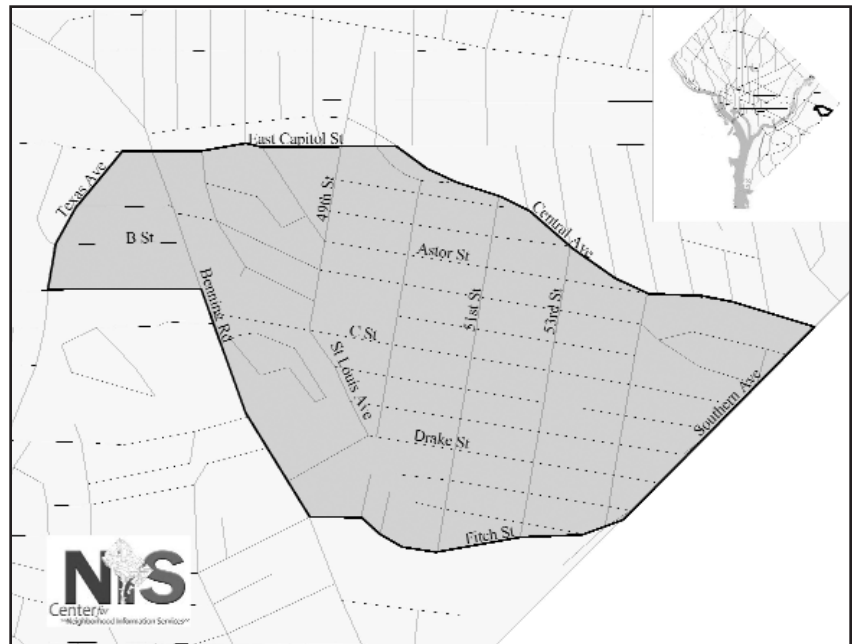 East Capitol St
Texas Ave
49th St
Central Ave
B St
Astor St
51st St
53rd St
Benning Rd
C St
St Louis Ave
Southern Ave
Drake St
Fitch St
NIS
Center for
Neighborhood Information Services